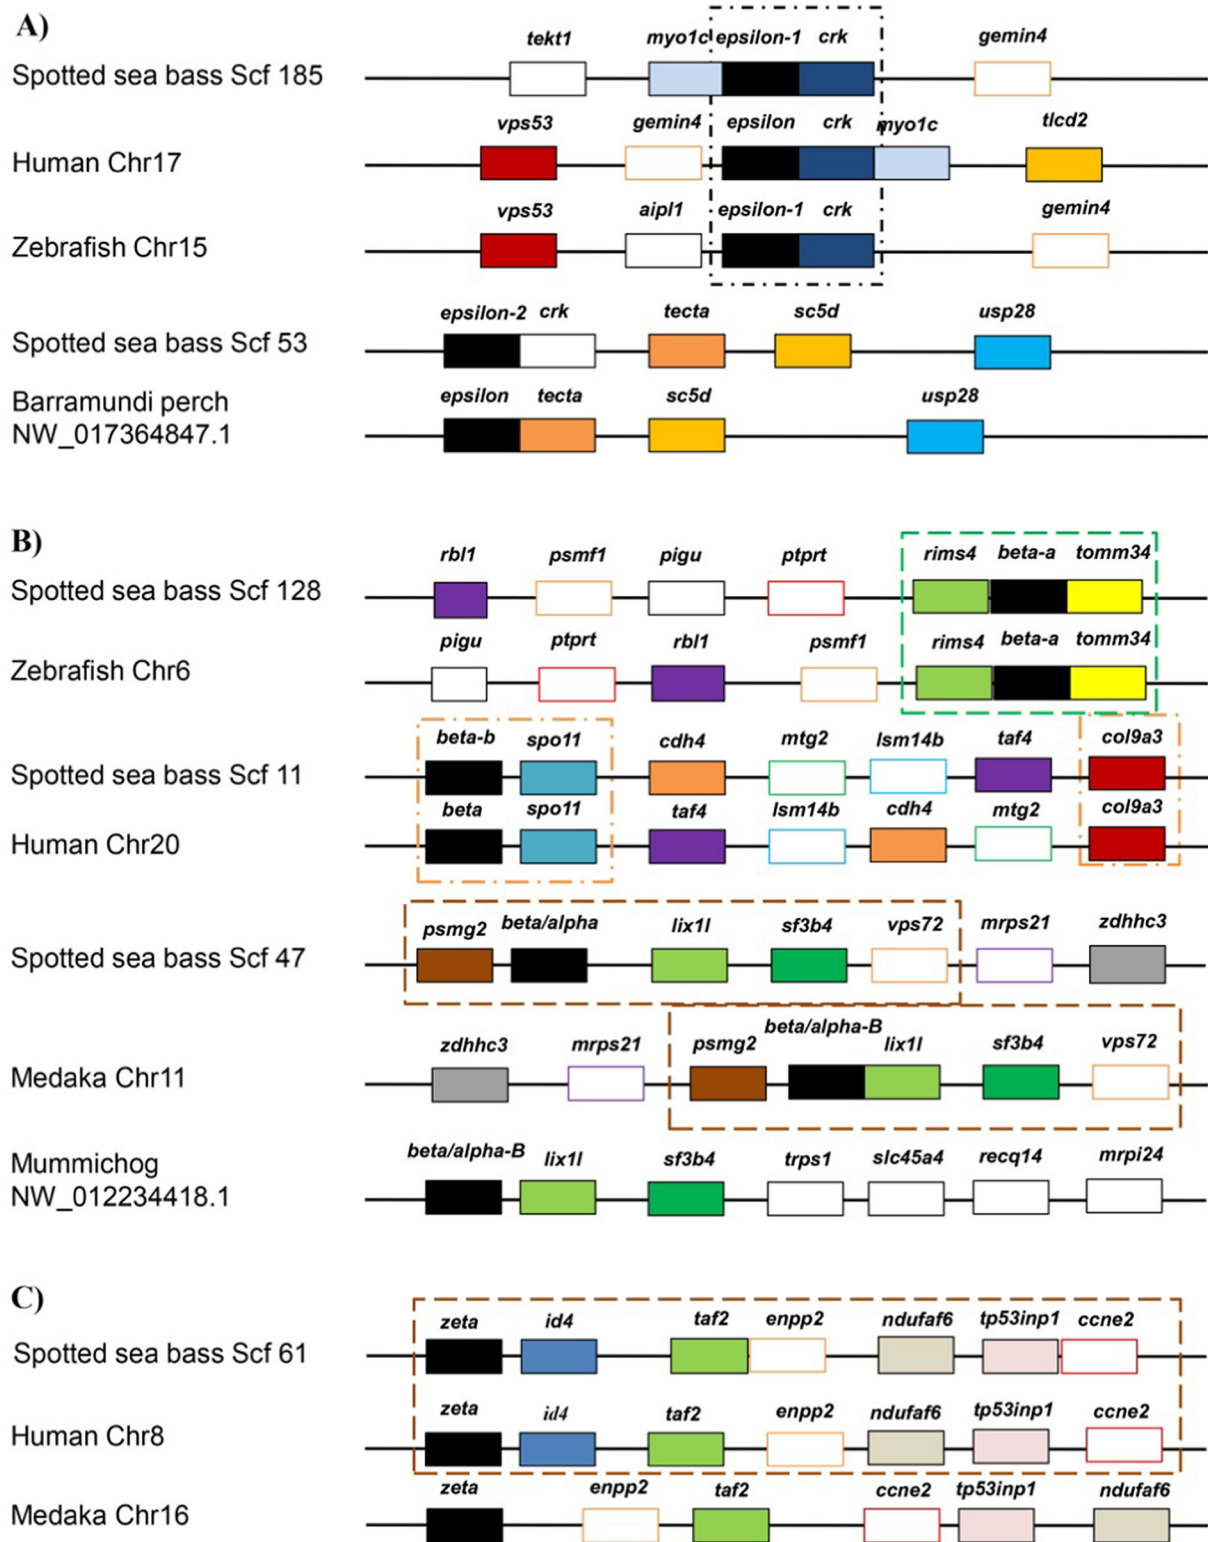 A)
tekt1 myo1c epsilon-1 crk gemin4
Spotted sea bass Scf 185
vps53 gemin4 epsilon crk myo1c tlcd2
Human Chr17
vps53 aipl1 epsilon-1 crk gemin4
Zebrafish Chr15
epsilon-2 crk tecta sc5d usp28
Spotted sea bass Scf 53
Barramundi perch
epsilon tecta sc5d usp28
NW_017364847.1
B)
rbl1 psmf1 pigu ptprt rims4 beta-a tomm34
Spotted sea bass Scf 128
pigu ptprt rbl1 psmf1 rims4 beta-a tomm34
Zebrafish Chr6
beta-b spo11 cdh4 mtg2 lsm14b taf4 col9a3
Spotted sea bass Scf 11
beta spo11 taf4 lsm14b cdh4 mtg2 col9a3
Human Chr20
psmg2 beta/alpha lix1l sf3b4 vps72 mrps21 zdhhc3
Spotted sea bass Scf 47
zdhhc3 mrps21 psmg2 beta/alpha-B lix1l sf3b4 vps72
Medaka Chr11
beta/alpha-B lix1l sf3b4 trps1 slc45a4 recq14 mrpi24
Mummichog
NW_012234418.1
C)
zeta id4 taf2 enpp2 ndufaf6 tp53inp1 ccne2
Spotted sea bass Scf 61
zeta id4 taf2 enpp2 ndufaf6 tp53inp1 ccne2
Human Chr8
zeta enpp2 taf2 ccne2 tp53inp1 ndufaf6
Medaka Chr16